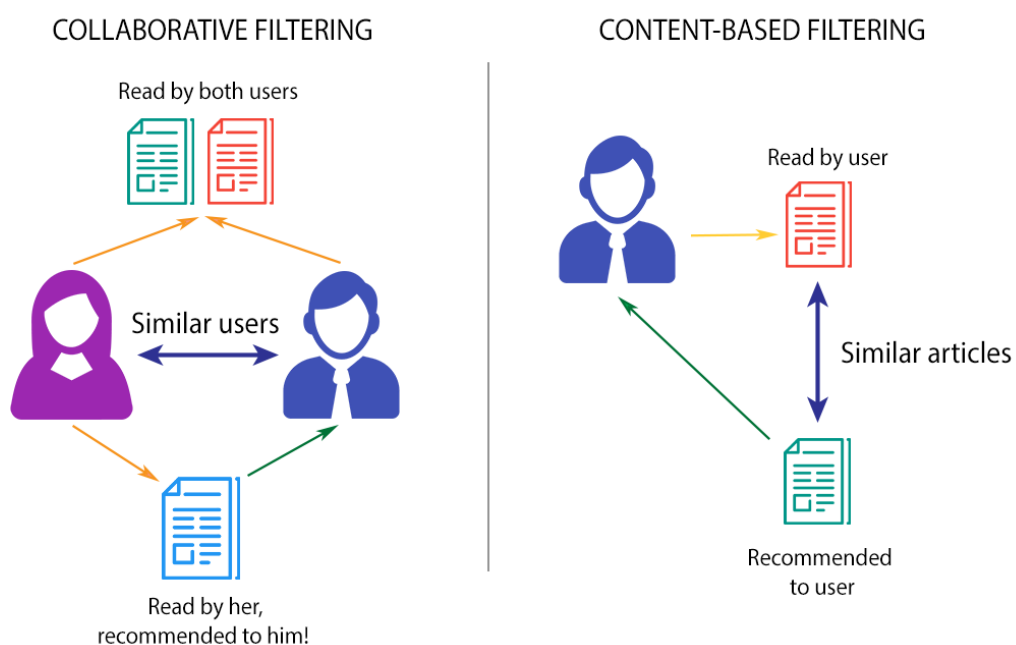 COLLABORATIVE FILTERING
Read by both users
Similar users
Read by her,
recommended to him!
CONTENT-BASED FILTERING
Read by user
Similar articles
Recommended
to user